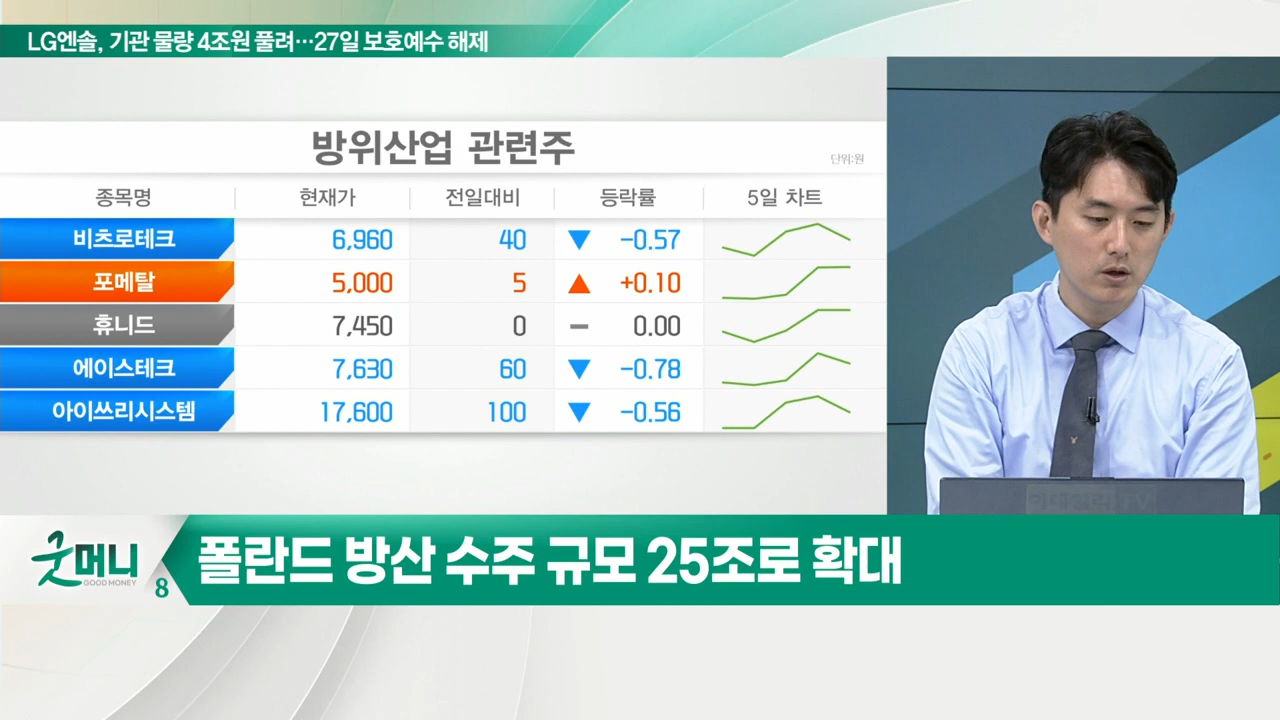 LG엔솔, 기관 물량 4조원 풀려…27일 보호예수 해제
방위산업 관련주
단위:원
종목명 현재가 전일대비 등락률 5일 차트
비츠로테크 6,960 40 ▼ -0.57
포메탈 5,000 5 ▲ +0.10
휴니드 7,450 0 - 0.00
에이스테크 7,630 60 ▼ -0.78
아이쓰리시스템 17,600 100 ▼ -0.56
굿머니
GOOD MONEY
8
폴란드 방산 수주 규모 25조로 확대